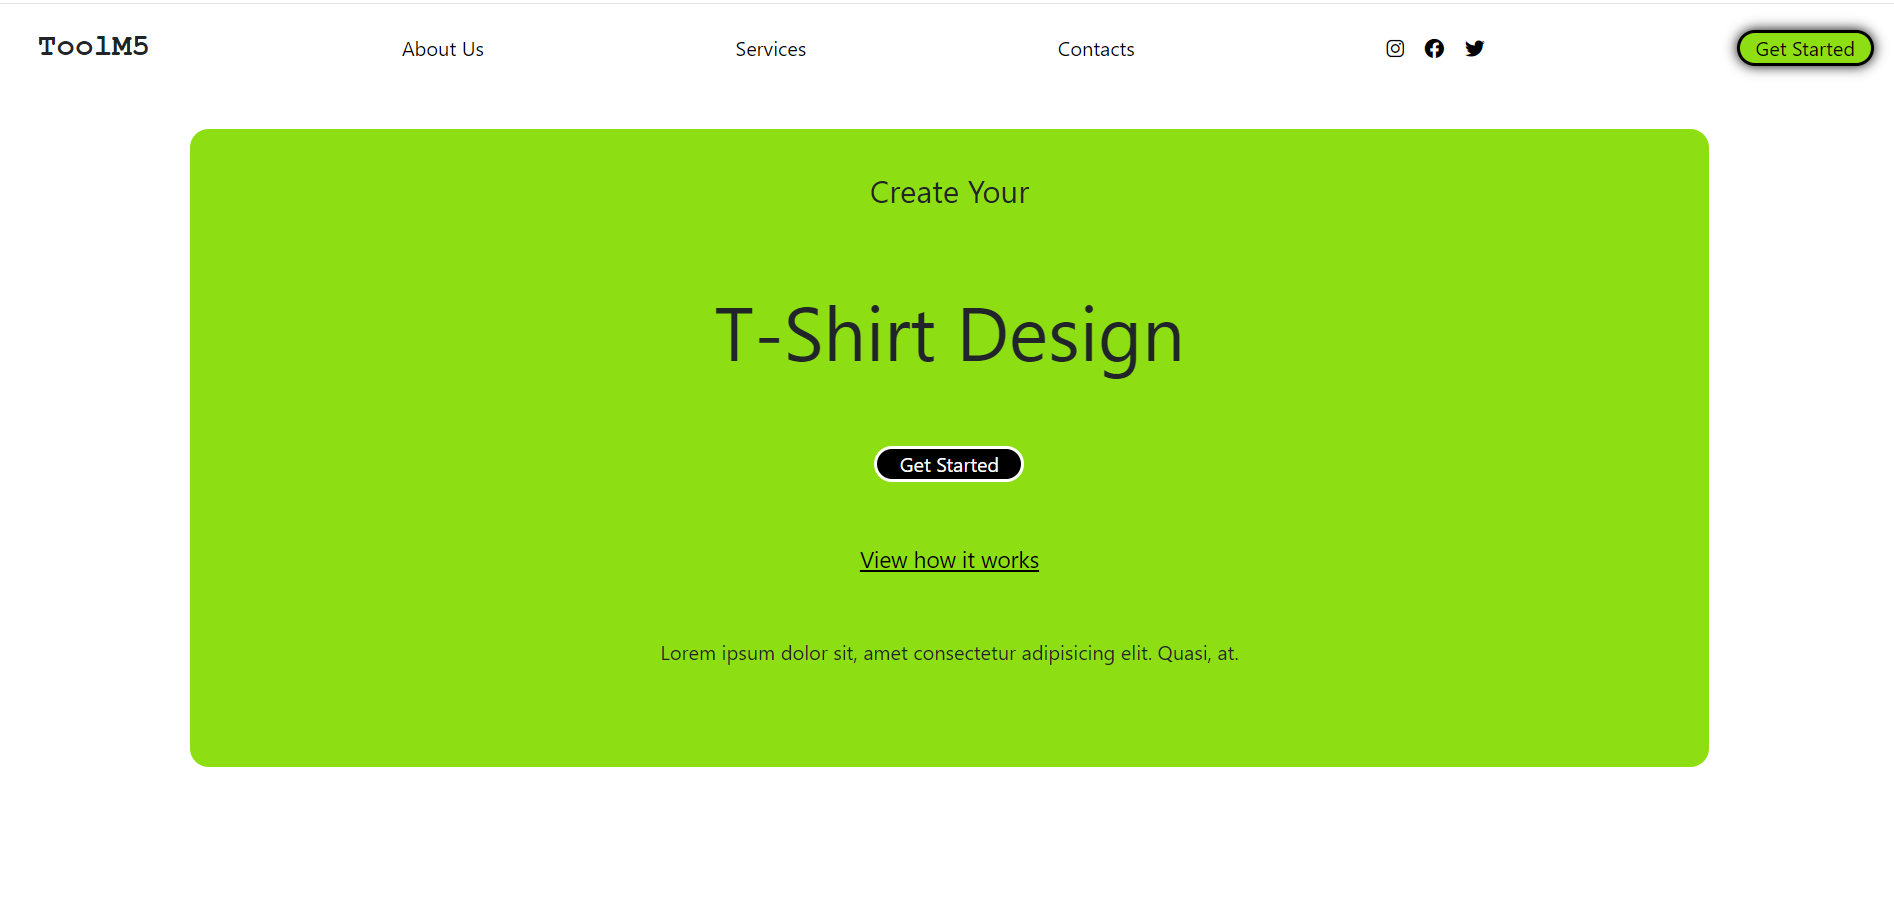 ToolM5
About Us
Services
Contacts
Get Started
Create Your
T-Shirt Design
Get Started
View how it works
Lorem ipsum dolor sit, amet consectetur adipisicing elit. Quasi, at.